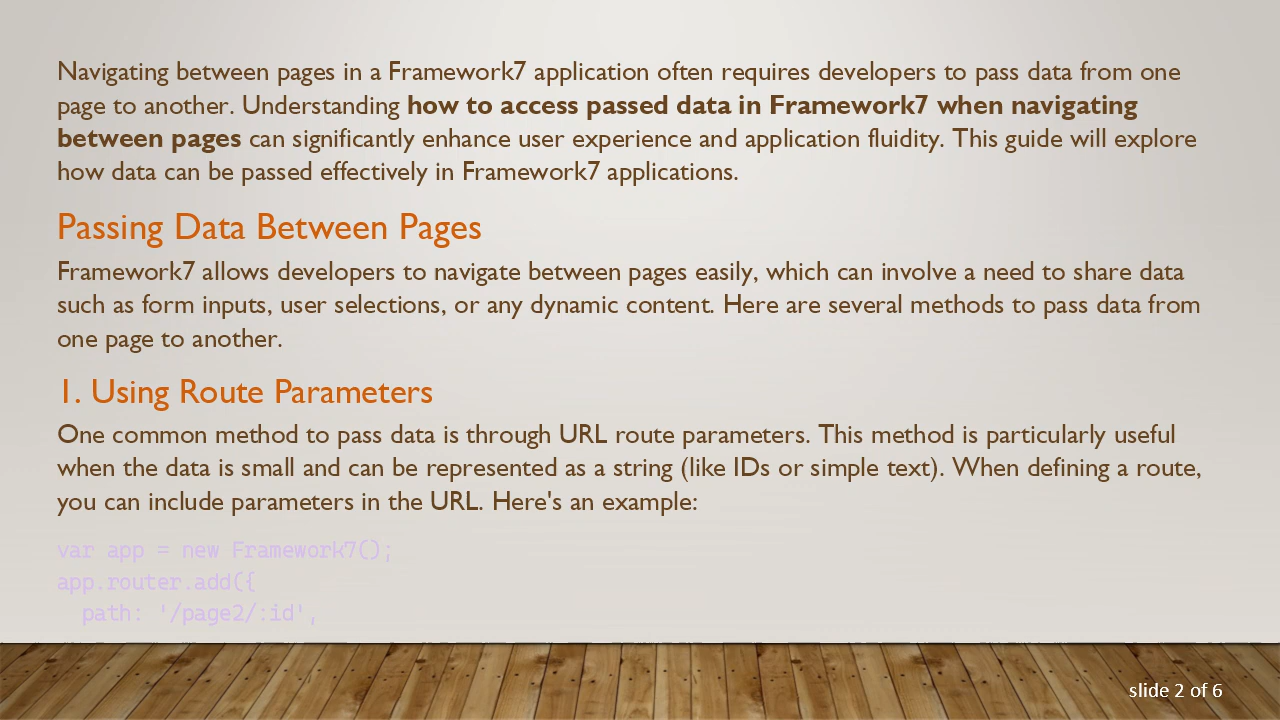 Navigating between pages in a Framework7 application often requires developers to pass data from one
page to another. Understanding how to access passed data in Framework7 when navigating
between pages can significantly enhance user experience and application fluidity. This guide will explore
how data can be passed effectively in Framework7 applications.
Passing Data Between Pages
Framework7 allows developers to navigate between pages easily, which can involve a need to share data
such as form inputs, user selections, or any dynamic content. Here are several methods to pass data from
one page to another.
1. Using Route Parameters
One common method to pass data is through URL route parameters. This method is particularly useful
when the data is small and can be represented as a string (like IDs or simple text). When defining a route,
you can include parameters in the URL. Here's an example:
var app = new Framework7();
app.router.add({
  path: '/page2/:id',
slide 2 of 6